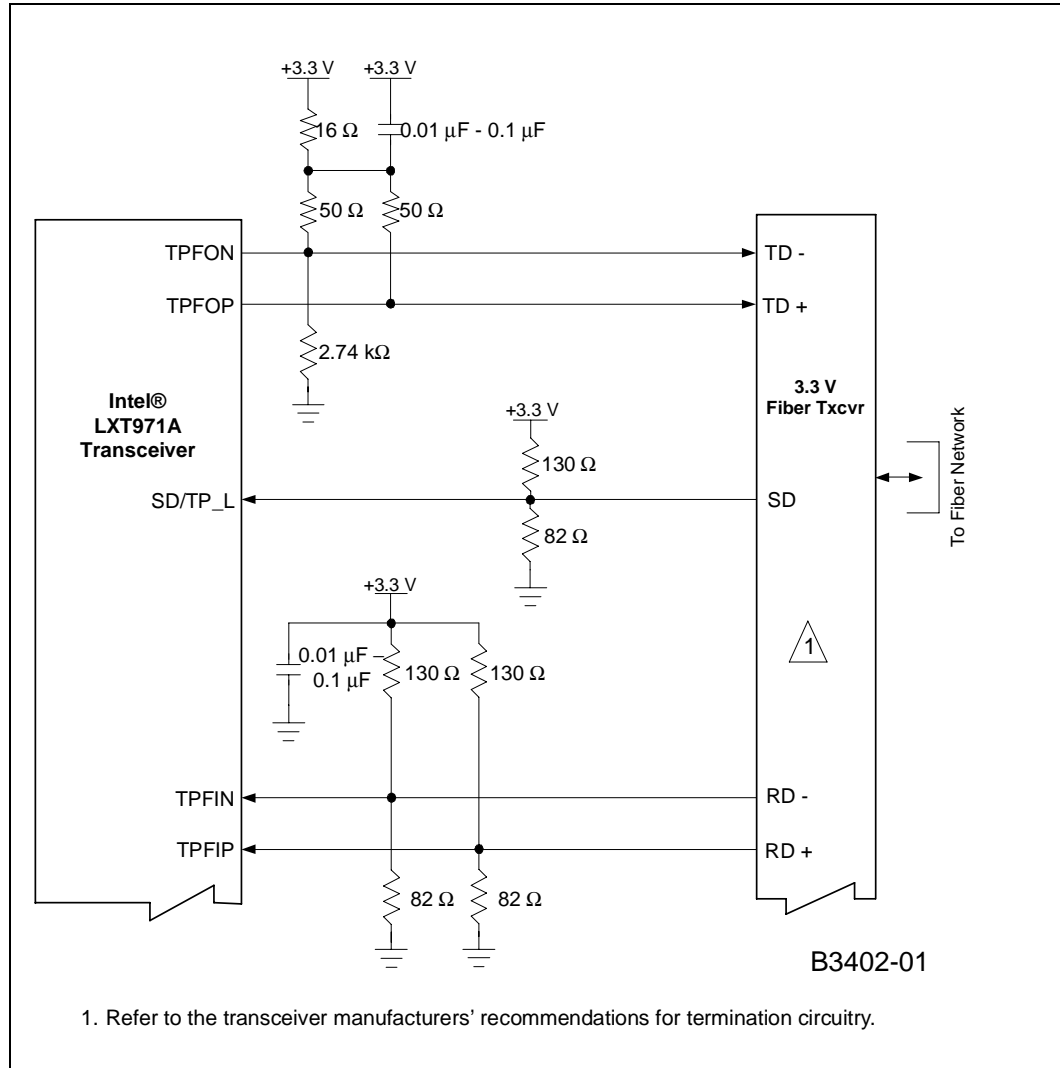 +3.3 V
+3.3 V
16 Ω
0.01 μF - 0.1 μF
50 Ω
50 Ω
TPFON
TD -
TPFOP
TD +
2.74 kΩ
Intel®
LXT971A
Transceiver
3.3 V
Fiber Txcvr
+3.3 V
130 Ω
To Fiber Network
SD/TP_L
SD
82 Ω
+3.3 V
0.01 μF –
0.1 μF
130 Ω
130 Ω
1
TPFIN
RD -
TPFIP
RD +
82 Ω
82 Ω
B3402-01
1. Refer to the transceiver manufacturers’ recommendations for termination circuitry.